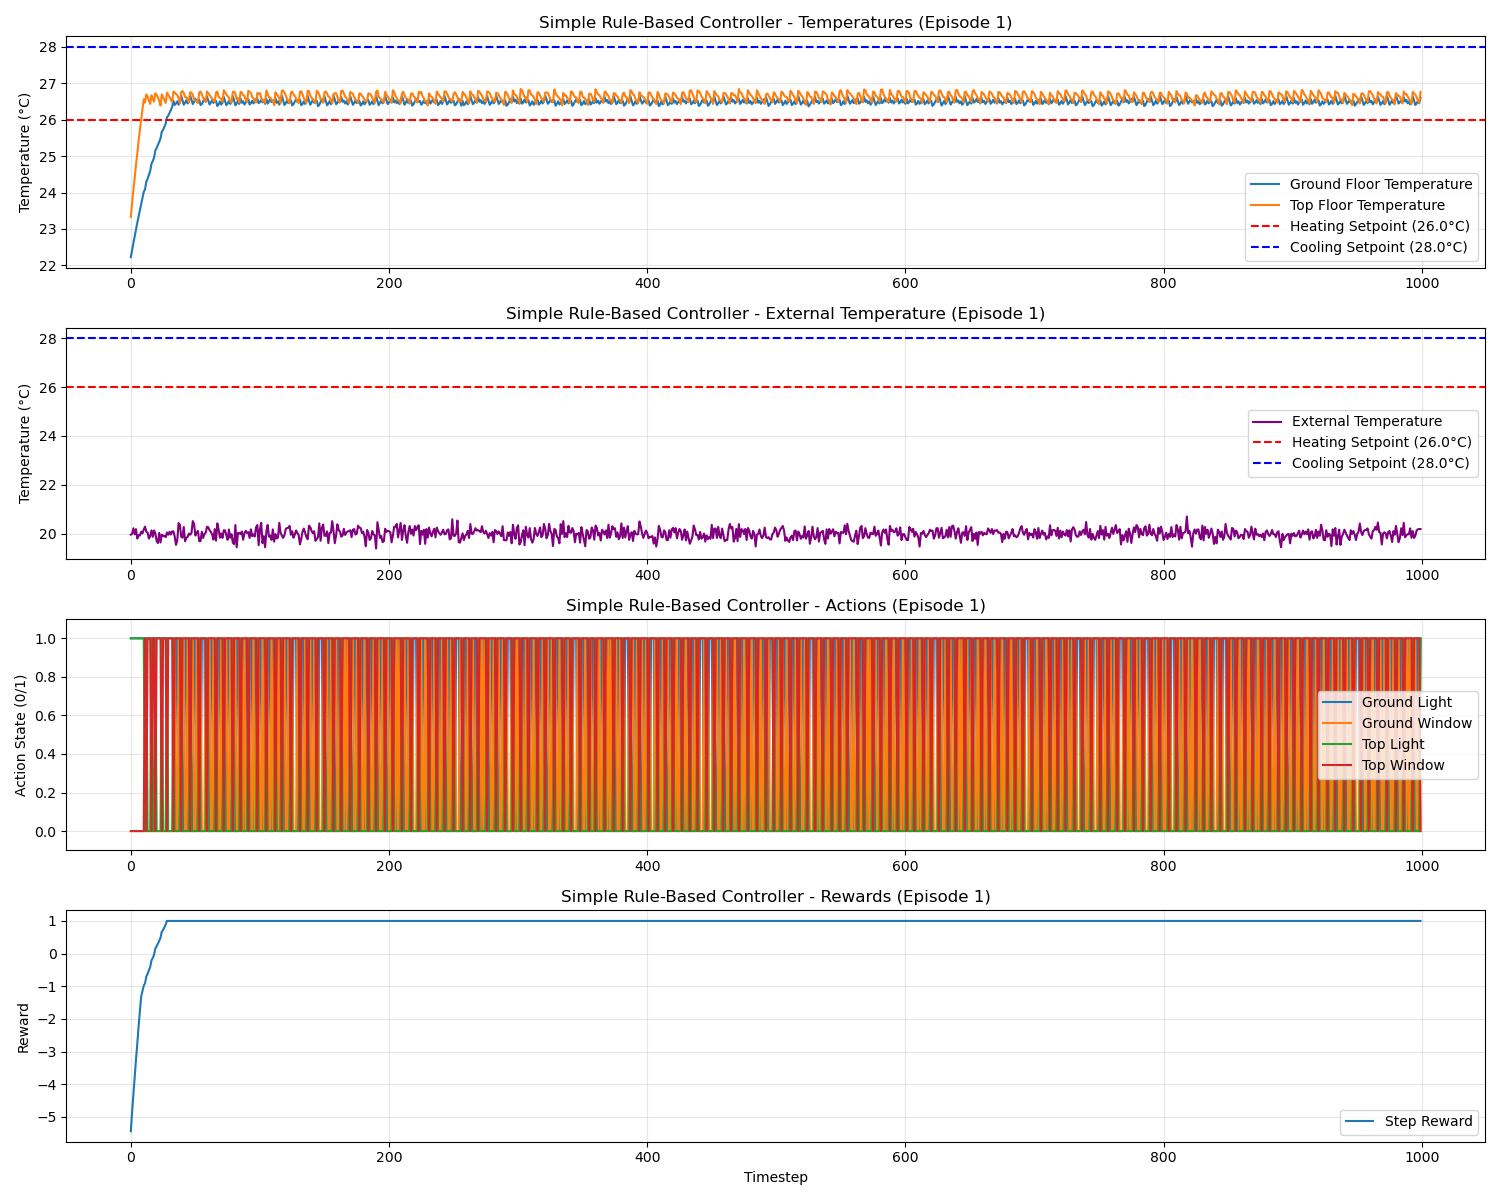 Simple Rule-Based Controller - Temperatures (Episode 1)
Temperature (°C)
28
27
26
25
24
23
22
0
200
400
600
800
1000
Ground Floor Temperature
Top Floor Temperature
Heating Setpoint (26.0°C)
Cooling Setpoint (28.0°C)
Simple Rule-Based Controller - External Temperature (Episode 1)
Temperature (°C)
28
26
24
22
20
0
200
400
600
800
1000
External Temperature
Heating Setpoint (26.0°C)
Cooling Setpoint (28.0°C)
Simple Rule-Based Controller - Actions (Episode 1)
Action State (0/1)
1.0
0.8
0.6
0.4
0.2
0.0
0
200
400
600
800
1000
Ground Light
Ground Window
Top Light
Top Window
Simple Rule-Based Controller - Rewards (Episode 1)
Reward
1
0
−1
−2
−3
−4
−5
0
200
400
600
800
1000
Step Reward
Timestep